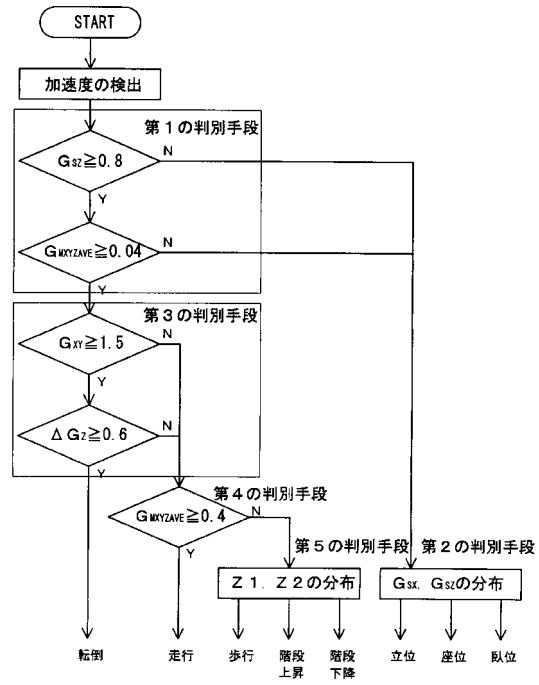 START
加速度の検出
第1の判別手段
GSZ≧0.8
N
Y
GMXYZAVE≧0.04
N
Y
第3の判別手段
GXY≧1.5
N
Y
ΔGZ≧0.6
N
Y
第4の判別手段
GMXYZAVE≧0.4
N
Y
第5の判別手段
第2の判別手段
Z1、Z2の分布
GSX、GSZの分布
転倒
走行
歩行
階段
上昇
階段
下降
立位
座位
臥位